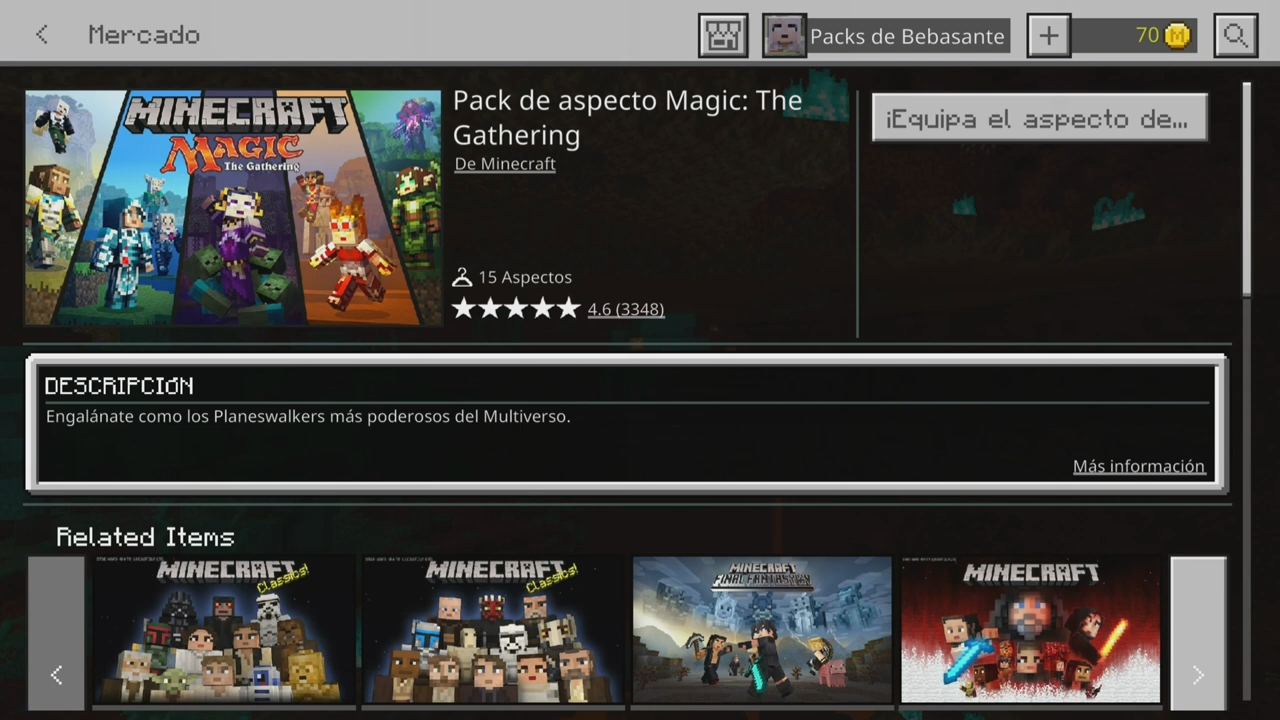 Mercado
Packs de Bebasante
70
MINECRAFT
MAGIC
The Gathering
Pack de aspecto Magic: The
Gathering
De Minecraft
15 Aspectos
4.6 (3348)
¡Equipa el aspecto de...
DESCRIPCIÓN
Engalánate como los Planeswalkers más poderosos del Multiverso.
Más información
Related Items
MINECRAFT
Classics!
MINECRAFT
Classics!
MINECRAFT
FINAL FANTASY XV
MINECRAFT